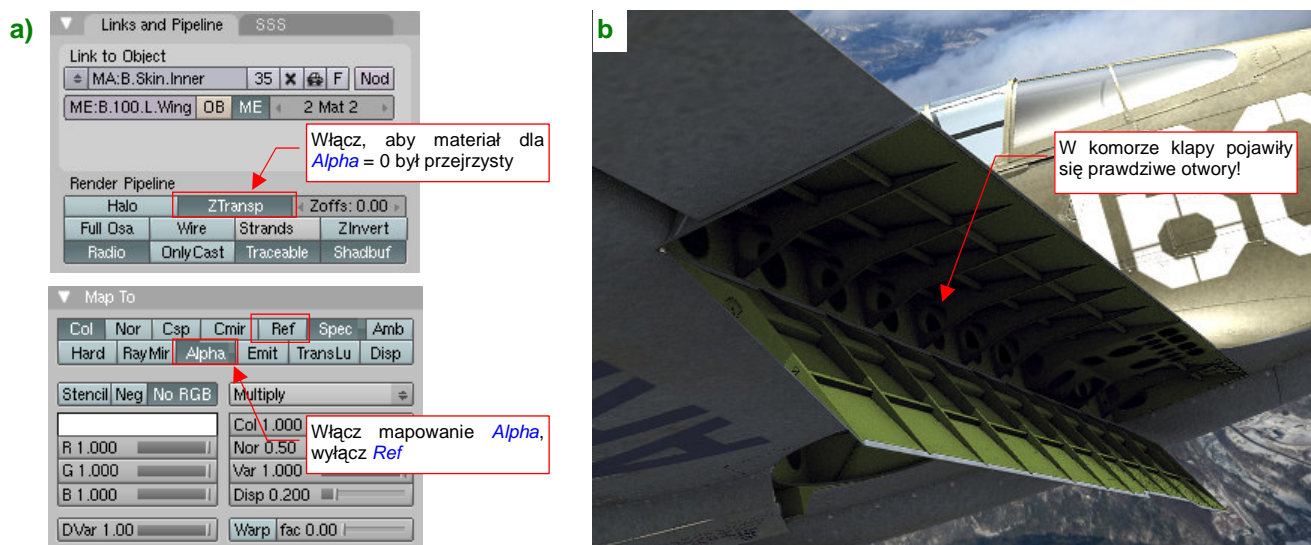 a)
Links and Pipeline SSS
Link to Object
MA:B.Skin.Inner 35 F Nod
ME:B.100.L.Wing OB ME 2 Mat 2
Włącz, aby materiał dla
Alpha = 0 był przejrzysty
Render Pipeline
Halo ZTransp Zoffs: 0.00
Full Osa Wire Strands ZInvert
Radio OnlyCast Traceable Shadbuf
Map To
Col Nor Csp Cmir Ref Spec Amb
Hard RayMir Alpha Emit TransLu Disp
Stencil Neg No RGB Multiply
Col 1.000
R 1.000 Nor 0.50
G 1.000 Var 1.000
B 1.000 Disp 0.200
Włącz mapowanie Alpha,
wyłącz Ref
DVar 1.00 Warp fac 0.00
b
W komorze klapy pojawiły
się prawdziwe otwory!